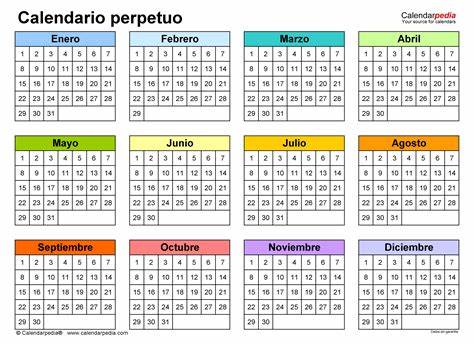 Calendario perpetuo
Calendarpedia
Your source for calendars
Enero
1 2 3 4 5 6 7
8 9 10 11 12 13 14
15 16 17 18 19 20 21
22 23 24 25 26 27 28
29 30 31
Febrero
1 2 3 4 5 6 7
8 9 10 11 12 13 14
15 16 17 18 19 20 21
22 23 24 25 26 27 28
29
Marzo
1 2 3 4 5 6 7
8 9 10 11 12 13 14
15 16 17 18 19 20 21
22 23 24 25 26 27 28
29 30 31
Abril
1 2 3 4 5 6 7
8 9 10 11 12 13 14
15 16 17 18 19 20 21
22 23 24 25 26 27 28
29 30
Mayo
1 2 3 4 5 6 7
8 9 10 11 12 13 14
15 16 17 18 19 20 21
22 23 24 25 26 27 28
29 30 31
Junio
1 2 3 4 5 6 7
8 9 10 11 12 13 14
15 16 17 18 19 20 21
22 23 24 25 26 27 28
29 30
Julio
1 2 3 4 5 6 7
8 9 10 11 12 13 14
15 16 17 18 19 20 21
22 23 24 25 26 27 28
29 30 31
Agosto
1 2 3 4 5 6 7
8 9 10 11 12 13 14
15 16 17 18 19 20 21
22 23 24 25 26 27 28
29 30 31
Septiembre
1 2 3 4 5 6 7
8 9 10 11 12 13 14
15 16 17 18 19 20 21
22 23 24 25 26 27 28
29 30
Octubre
1 2 3 4 5 6 7
8 9 10 11 12 13 14
15 16 17 18 19 20 21
22 23 24 25 26 27 28
29 30 31
Noviembre
1 2 3 4 5 6 7
8 9 10 11 12 13 14
15 16 17 18 19 20 21
22 23 24 25 26 27 28
29 30
Diciembre
1 2 3 4 5 6 7
8 9 10 11 12 13 14
15 16 17 18 19 20 21
22 23 24 25 26 27 28
29 30 31
© Calendarpedia® www.calendarpedia.com
Datos sin garantía